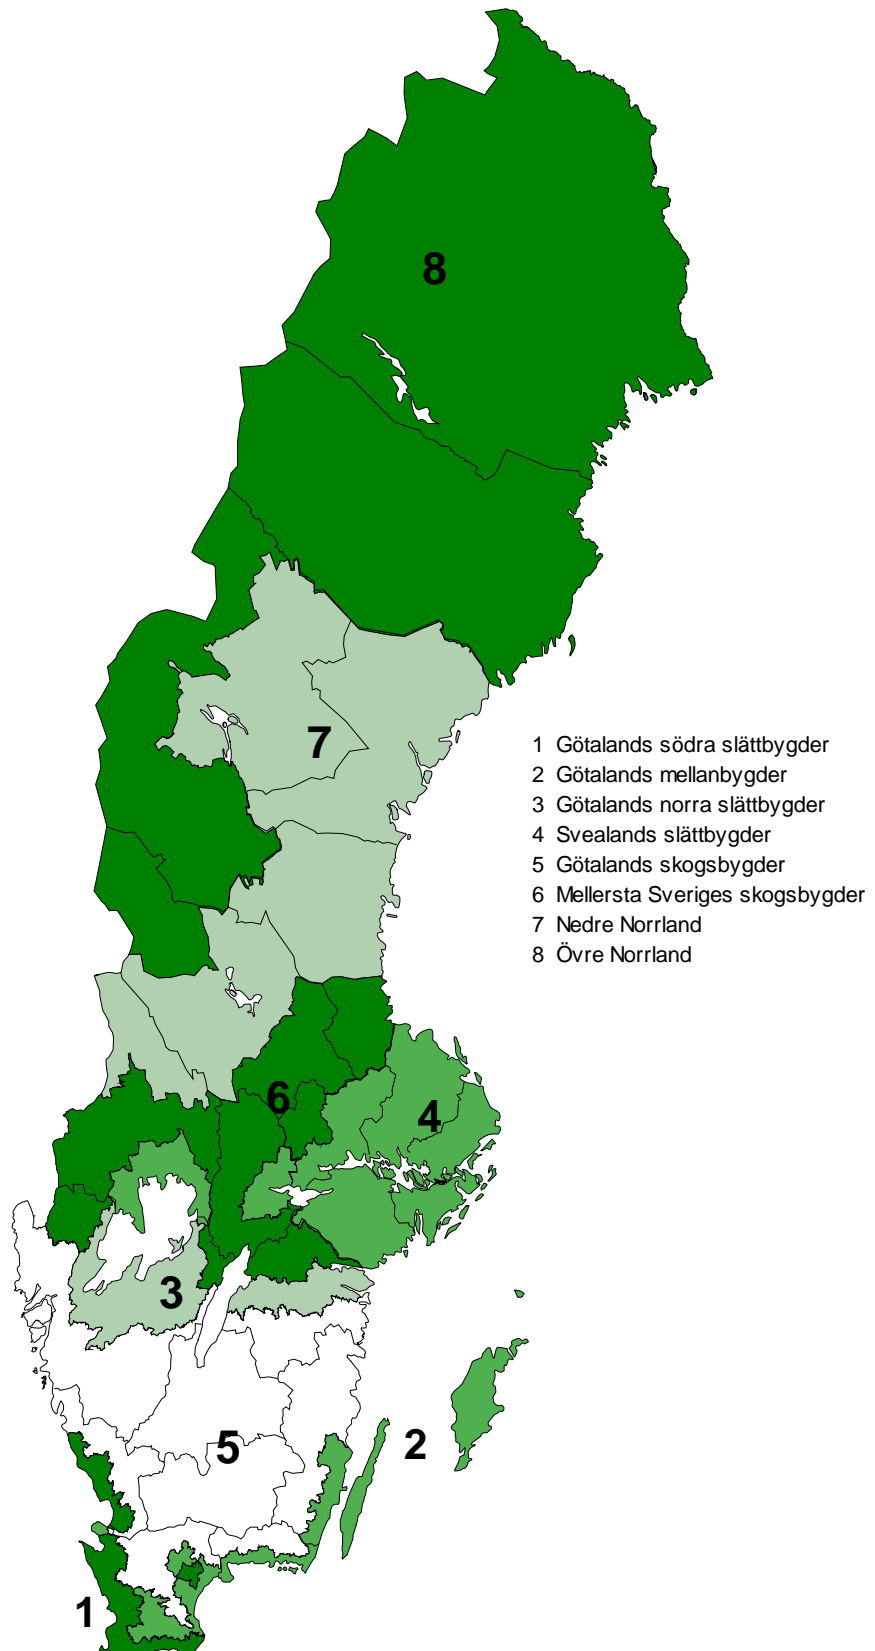 8
7
1 Götalands södra slättbygder
2 Götalands mellanbygder
3 Götalands norra slättbygder
4 Svealands slättbygder
5 Götalands skogsbygder
6 Mellersta Sveriges skogsbygder
7 Nedre Norrland
8 Övre Norrland
6
4
3
5
2
1